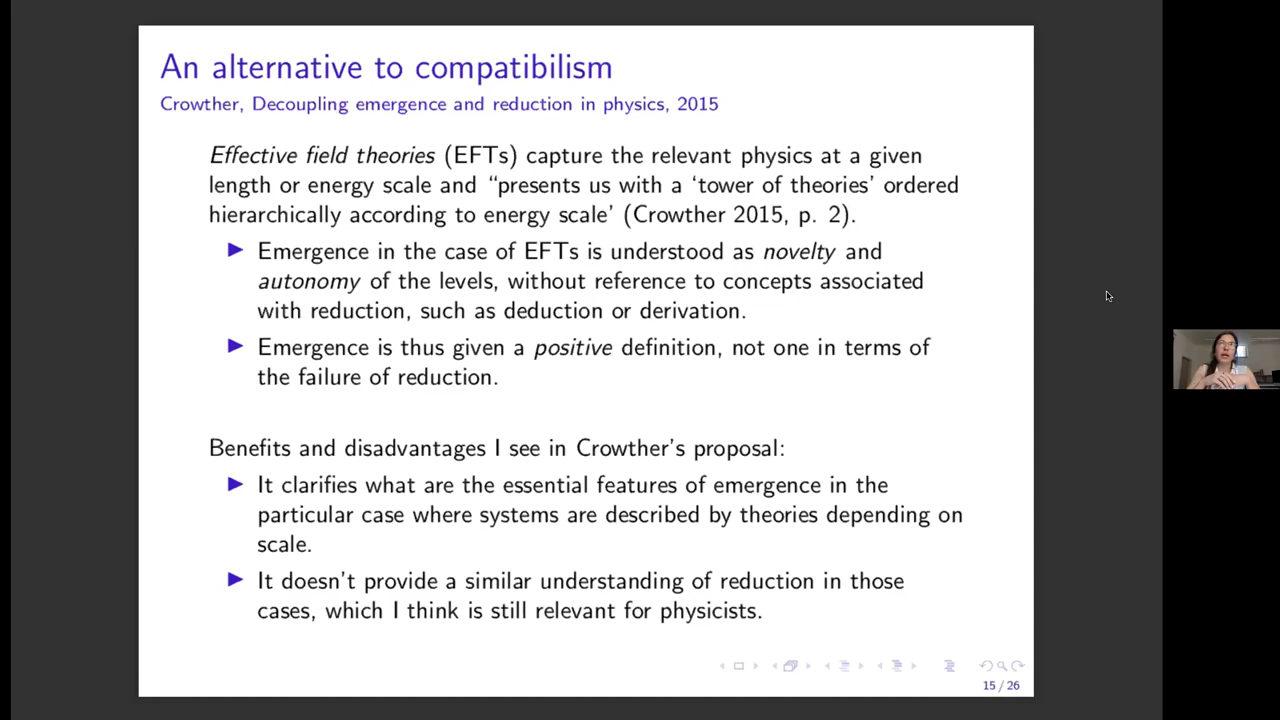 An alternative to compatibilism
Crowther, Decoupling emergence and reduction in physics, 2015
Effective field theories (EFTs) capture the relevant physics at a given
length or energy scale and “presents us with a ‘tower of theories’ ordered
hierarchically according to energy scale’ (Crowther 2015, p. 2).
Emergence in the case of EFTs is understood as novelty and
autonomy of the levels, without reference to concepts associated
with reduction, such as deduction or derivation.
Emergence is thus given a positive definition, not one in terms of
the failure of reduction.
Benefits and disadvantages I see in Crowther's proposal:
It clarifies what are the essential features of emergence in the
particular case where systems are described by theories depending on
scale.
It doesn't provide a similar understanding of reduction in those
cases, which I think is still relevant for physicists.
15 / 26